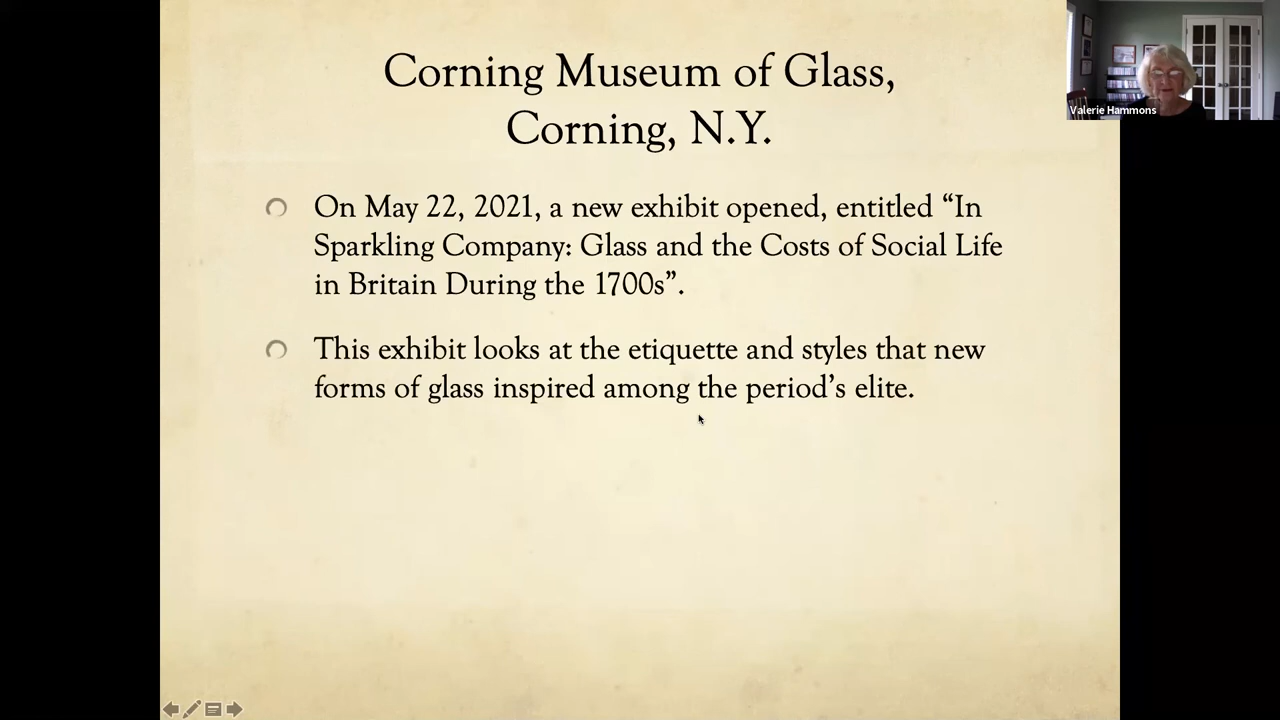 Corning Museum of Glass,
Corning, N.Y.
Valerie Hammons
On May 22, 2021, a new exhibit opened, entitled “In
Sparkling Company: Glass and the Costs of Social Life
in Britain During the 1700s”.
This exhibit looks at the etiquette and styles that new
forms of glass inspired among the period’s elite.